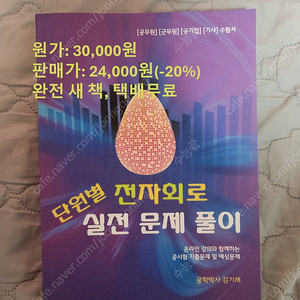 [공무원] [군무원] [공기업] [기사] 수험서
원가: 30,000원
판매가: 24,000원(-20%)
완전 새 책, 택배무료
단원별 전자회로
실전 문제 풀이
온라인 강의와 함께하는
공시험 기출문제 및 예상문제
공학박사 김기래